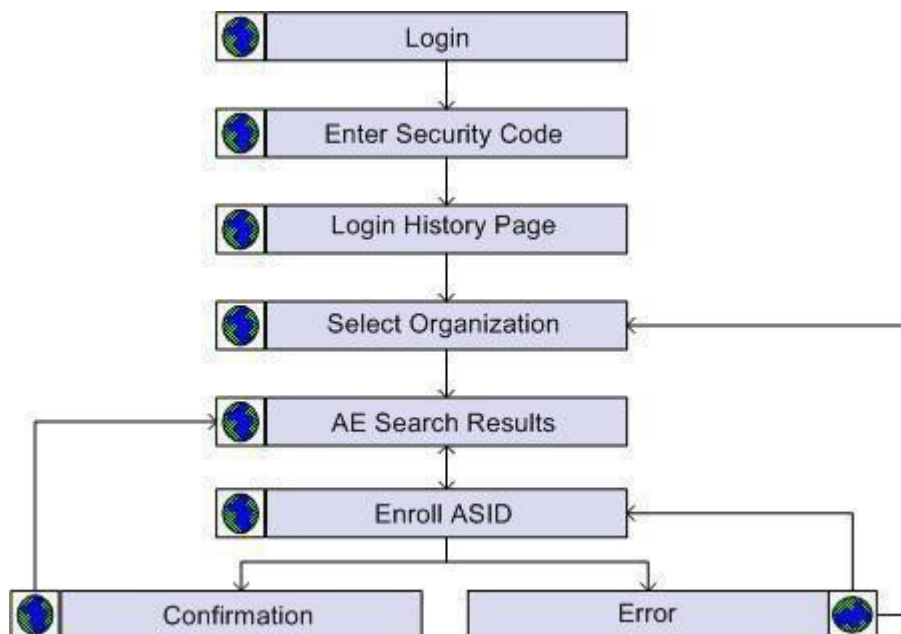 Login
Enter Security Code
Login History Page
Select Organization
AE Search Results
Enroll ASID
Confirmation
Error